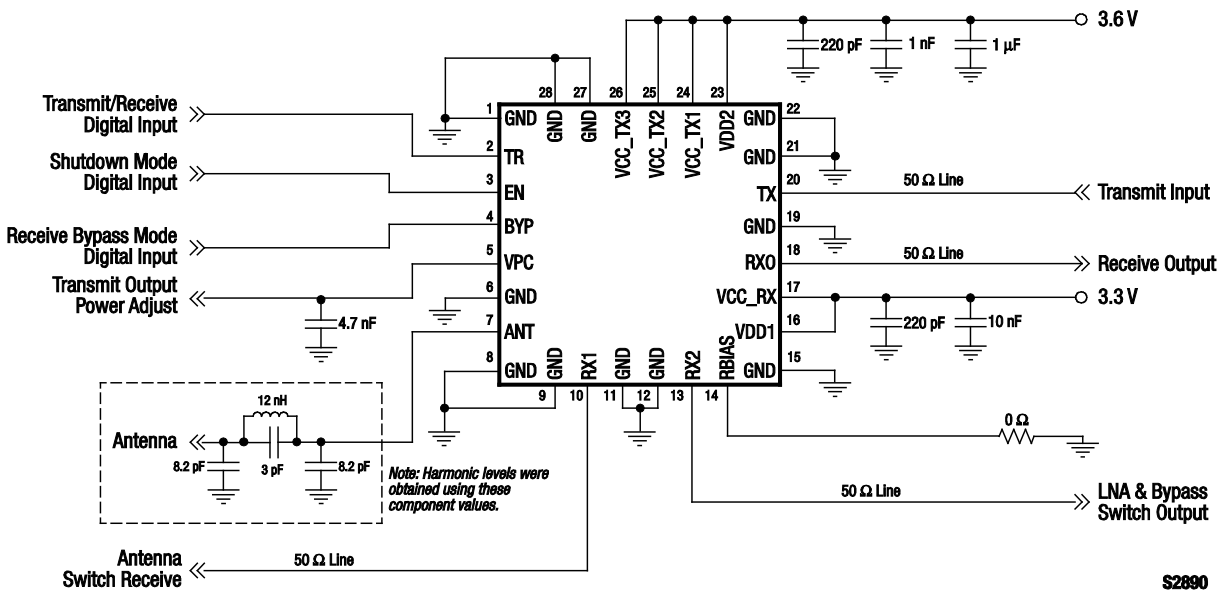 3.6 V
220 pF
1 nF
1 µF
28
27
26
25
24
23
Transmit/Receive
Digital Input
Shutdown Mode
Digital Input
Receive Bypass Mode
Digital Input
Transmit Output
Power Adjust
4.7 nF
1
GND
2
TR
3
EN
4
BYP
5
VPC
6
GND
7
ANT
8
GND
GND
GND
VCC_TX3
VCC_TX2
VCC_TX1
VDD2
22
GND
21
GND
20
TX
19
GND
18
RXO
17
VCC_RX
16
VDD1
15
GND
GND
RX1
GND
GND
RX2
RBIAS
9
10
11
12
13
14
50 Ω Line
Transmit Input
50 Ω Line
Receive Output
3.3 V
220 pF
10 nF
0 Ω
12 nH
Antenna
8.2 pF
3 pF
8.2 pF
Note: Harmonic levels were
obtained using these
component values.
50 Ω Line
LNA & Bypass
Switch Output
Antenna
Switch Receive
50 Ω Line
S2890